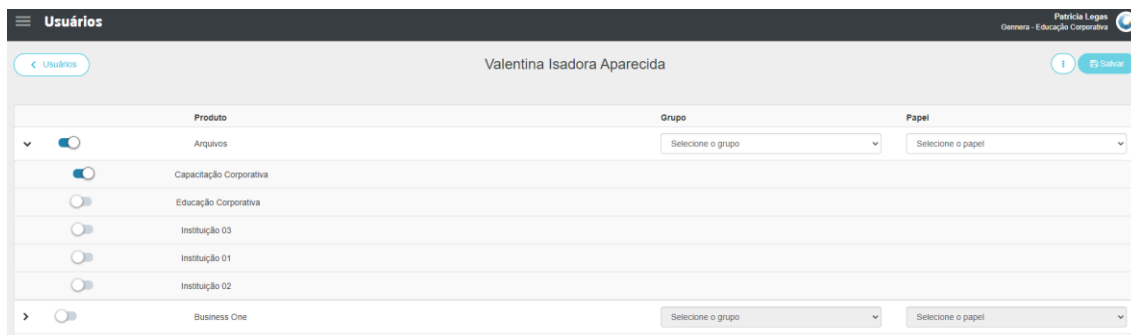 Usuários
Patricia Legas
Gennera - Educação Corporativa
Usuários
Valentina Isadora Aparecida
Salvar
Produto Grupo Papel
Arquivos Selecione o grupo Selecione o papel
Capacitação Corporativa
Educação Corporativa
Instituição 03
Instituição 01
Instituição 02
Business One Selecione o grupo Selecione o papel